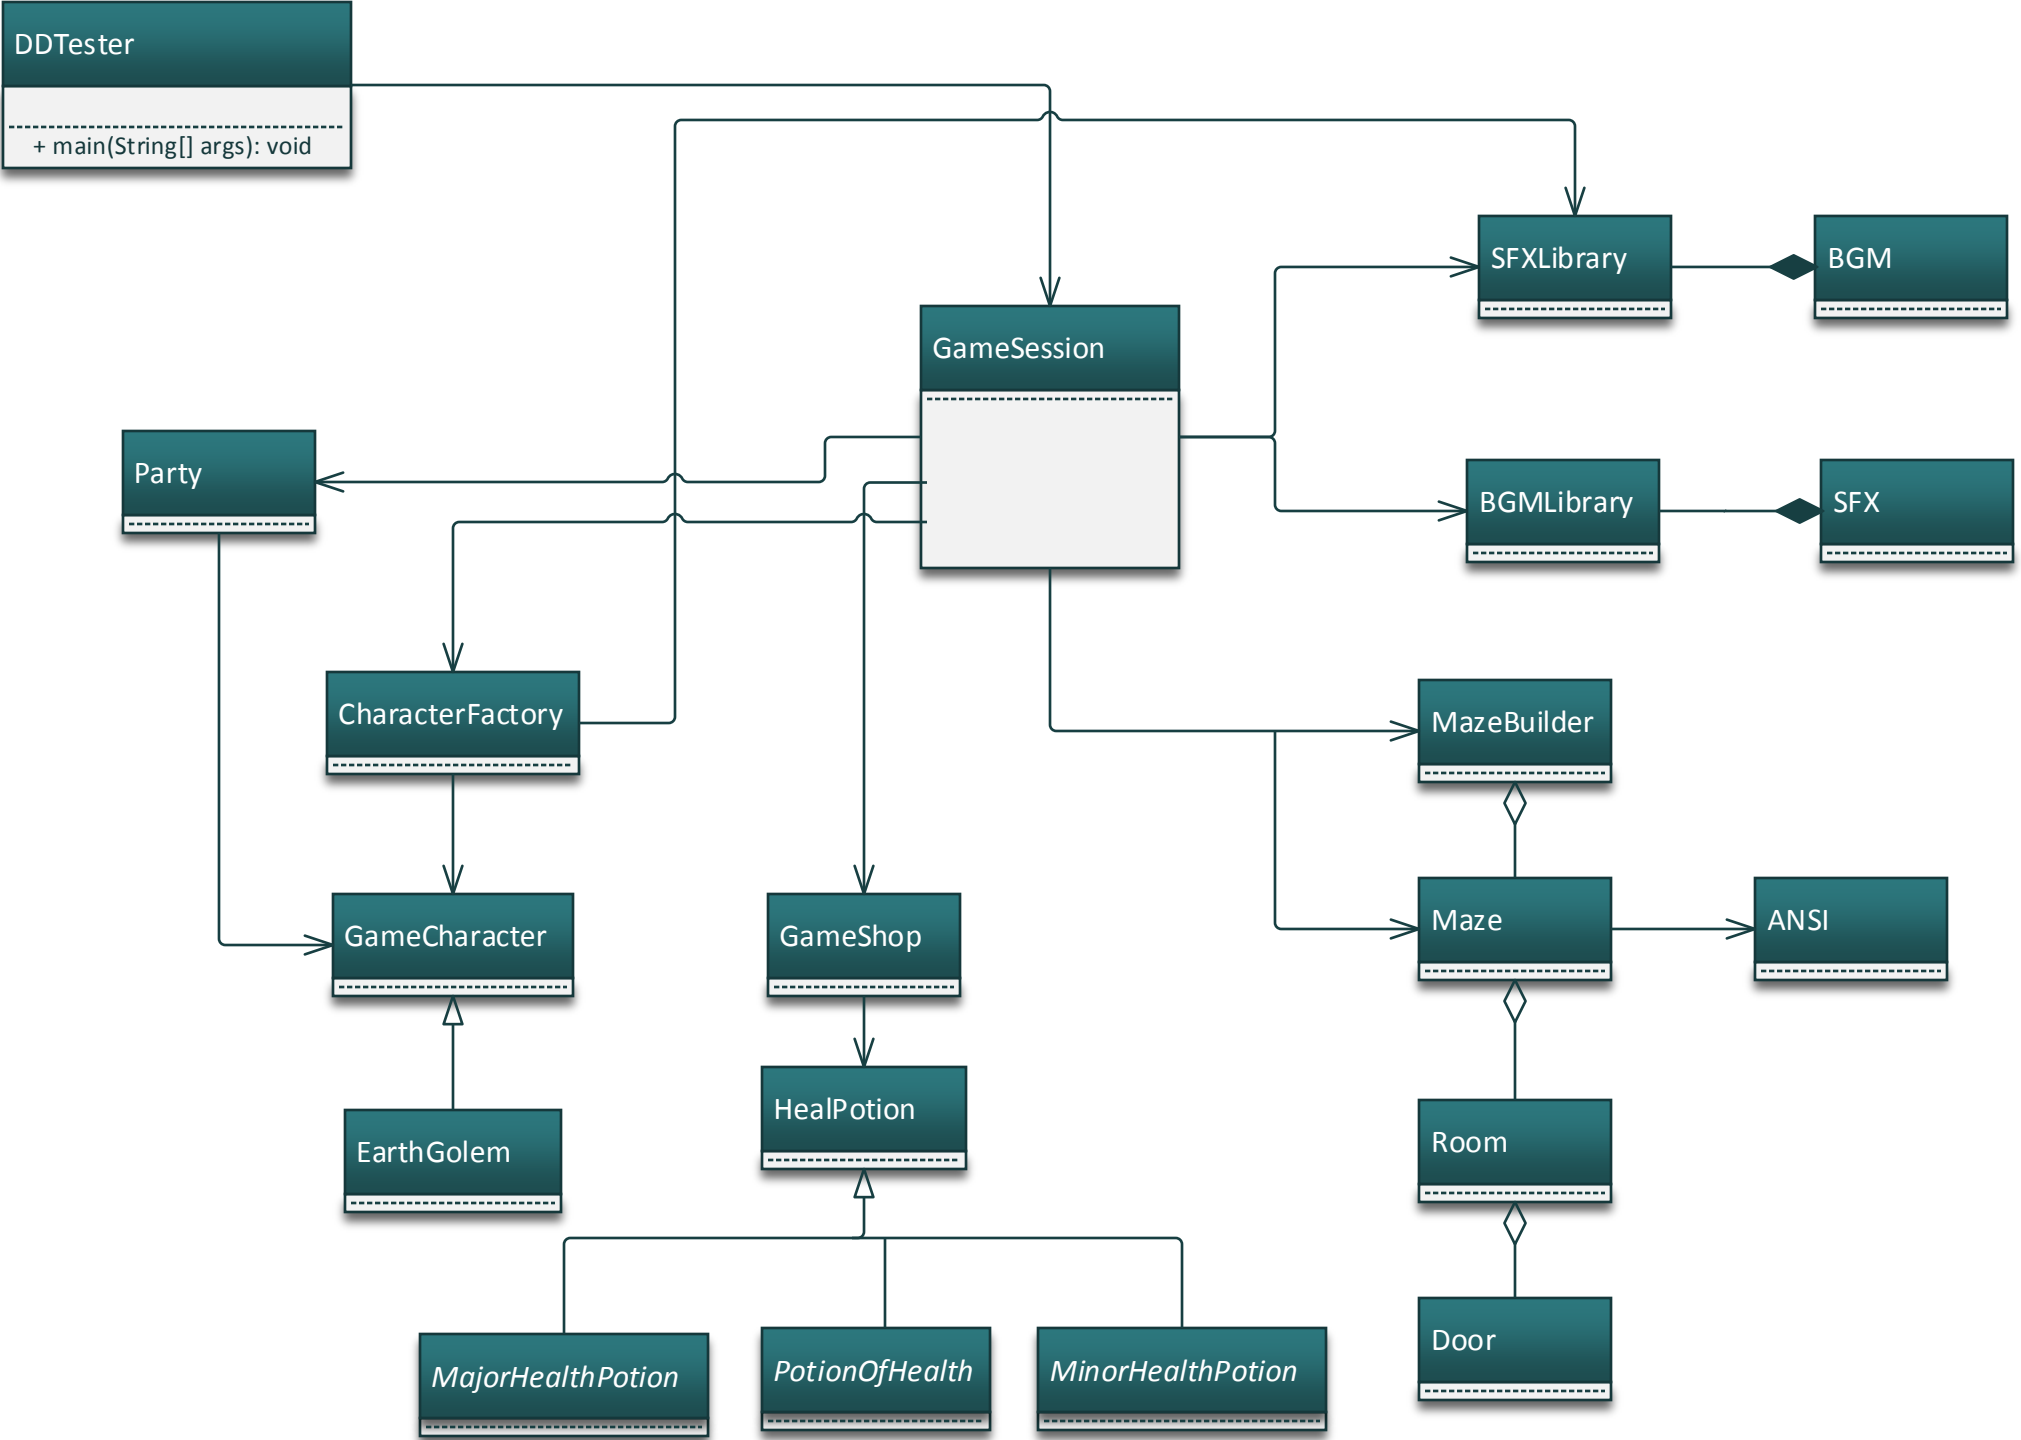 DDTester
+ main(String[] args): void
SFXLibrary
BGM
GameSession
Party
BGMLibrary
SFX
CharacterFactory
MazeBuilder
GameCharacter
GameShop
Maze
ANSI
HealPotion
EarthGolem
Room
MajorHealthPotion
PotionOfHealth
MinorHealthPotion
Door